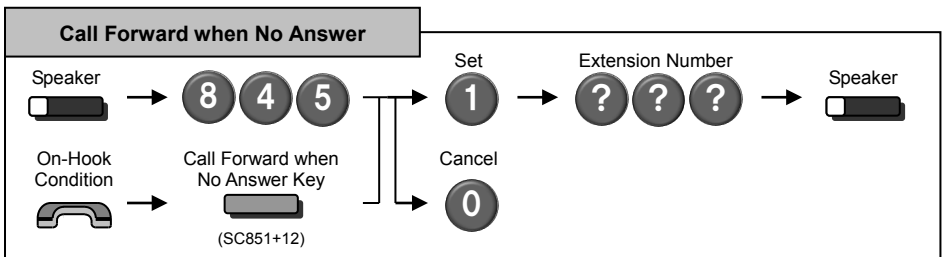 Call Forward when No Answer
Speaker
8 4 5
Set
1
Extension Number
? ? ?
Speaker
On-Hook
Condition
Call Forward when
No Answer Key
(SC851+12)
Cancel
0